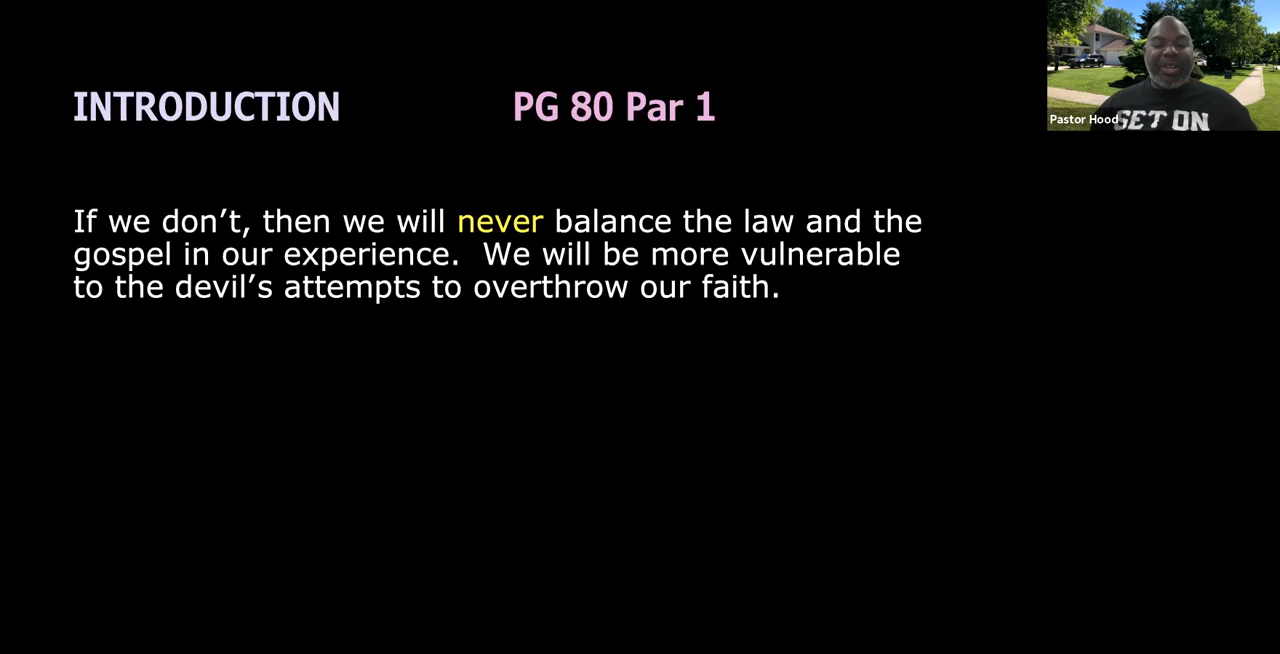 INTRODUCTION PG 80 Par 1
If we don’t, then we will never balance the law and the
gospel in our experience.  We will be more vulnerable
to the devil’s attempts to overthrow our faith.
Pastor Hood
GET ON